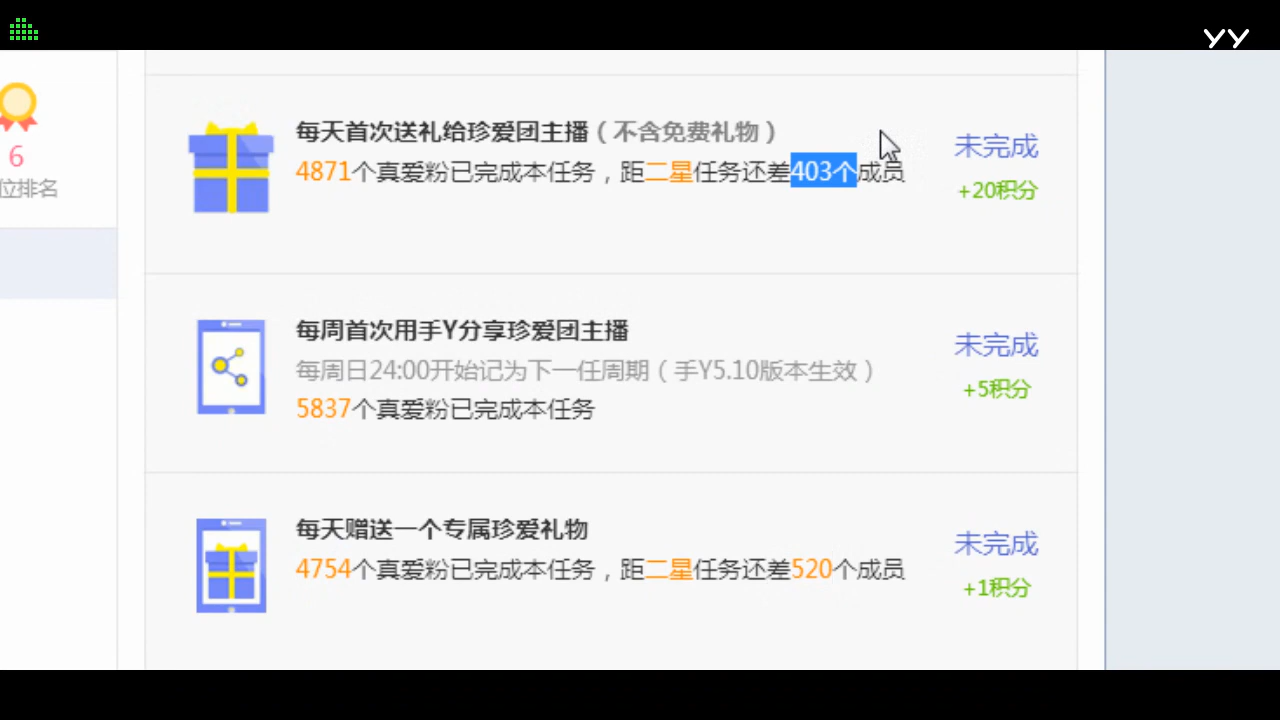 YY
6
位排名
每天首次送礼给珍爱团主播（不含免费礼物）
4871个真爱粉已完成本任务，距二星任务还差403个成员
未完成
+20积分
每周首次用手Y分享珍爱团主播
每周日24:00开始记为下一任周期（手Y5.10版本生效）
5837个真爱粉已完成本任务
未完成
+5积分
每天赠送一个专属珍爱礼物
4754个真爱粉已完成本任务，距二星任务还差520个成员
未完成
+1积分